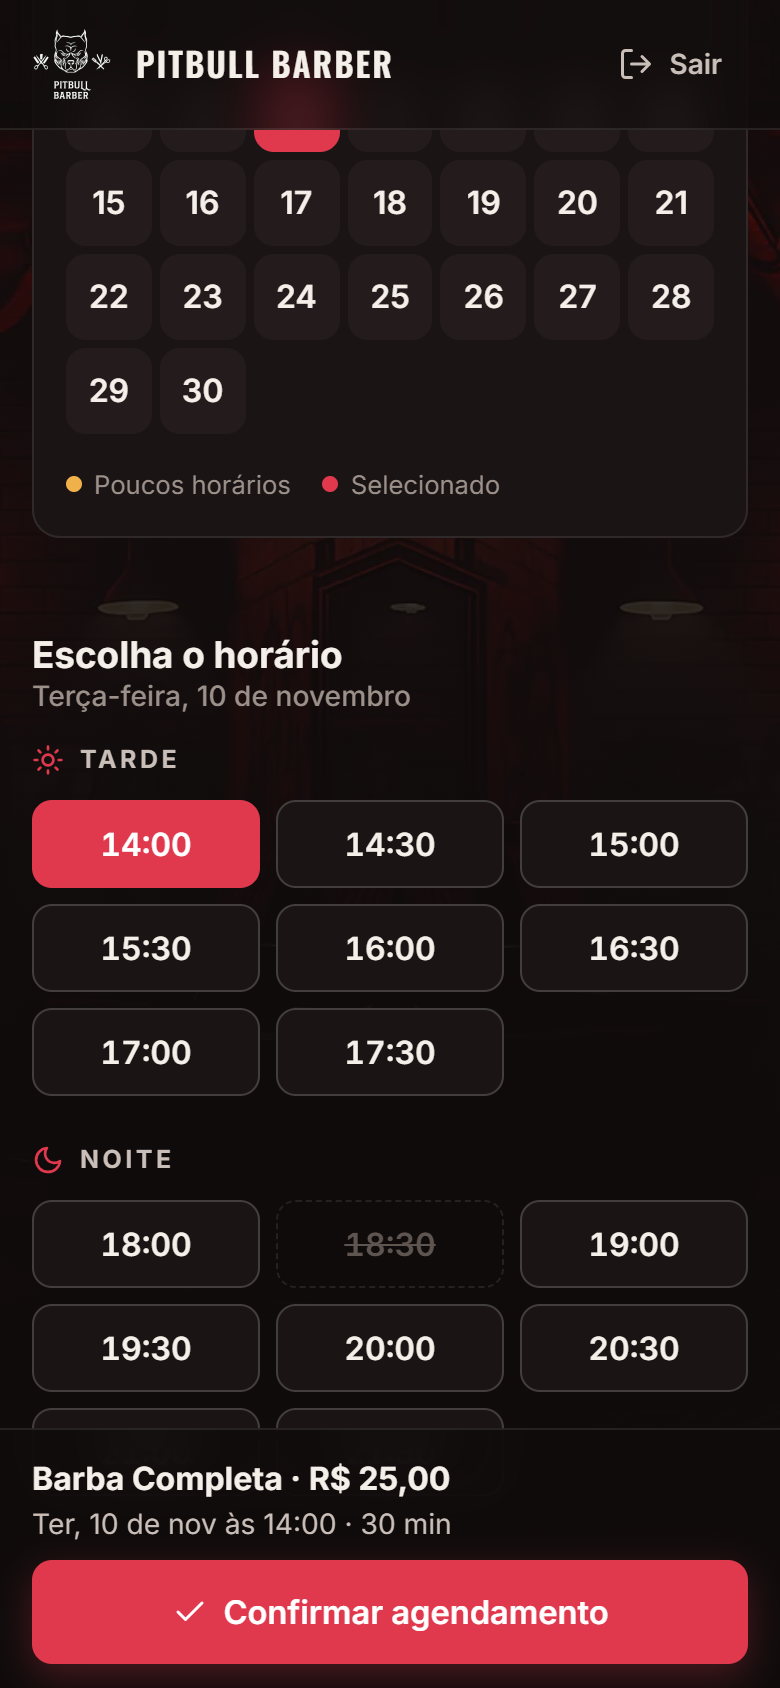 PITBULL
BARBER
PITBULL BARBER
Sair
15 16 17 18 19 20 21
22 23 24 25 26 27 28
29 30
Poucos horários Selecionado
Escolha o horário
Terça-feira, 10 de novembro
TARDE
14:00 14:30 15:00
15:30 16:00 16:30
17:00 17:30
NOITE
18:00 18:30 19:00
19:30 20:00 20:30
Barba Completa · R$ 25,00
Ter, 10 de nov às 14:00 · 30 min
Confirmar agendamento